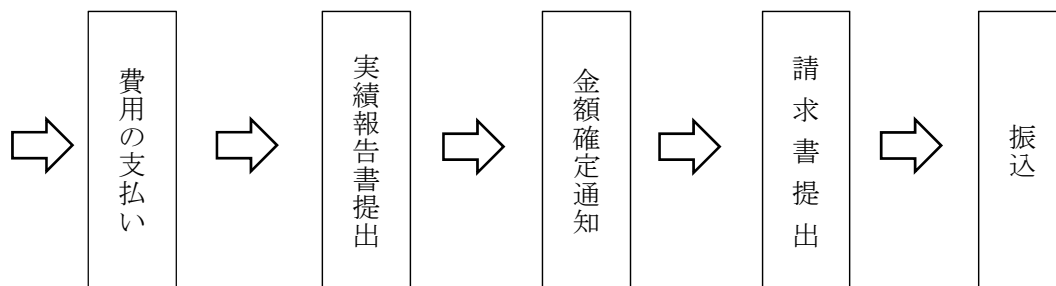 費用の支払い
実績報告書提出
金額確定通知
請求書提出
振込